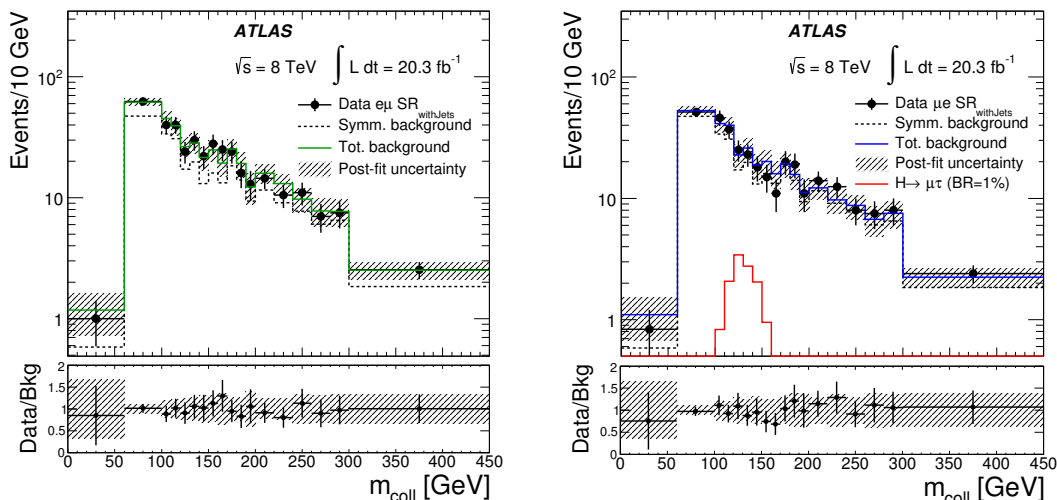 ATLAS
√s = 8 TeV ∫ L dt = 20.3 fb⁻¹
Data eμ SR withJets
Symm. background
Tot. background
Post-fit uncertainty
Events/10 GeV
10²
10
1
Data/Bkg
2
1.5
1
0.5
0
0 50 100 150 200 250 300 350 400 450
m_coll [GeV]
ATLAS
√s = 8 TeV ∫ L dt = 20.3 fb⁻¹
Data μe SR withJets
Symm. background
Tot. background
Post-fit uncertainty
H→ μτ (BR=1%)
Events/10 GeV
10²
10
1
Data/Bkg
2
1.5
1
0.5
0
0 50 100 150 200 250 300 350 400 450
m_coll [GeV]